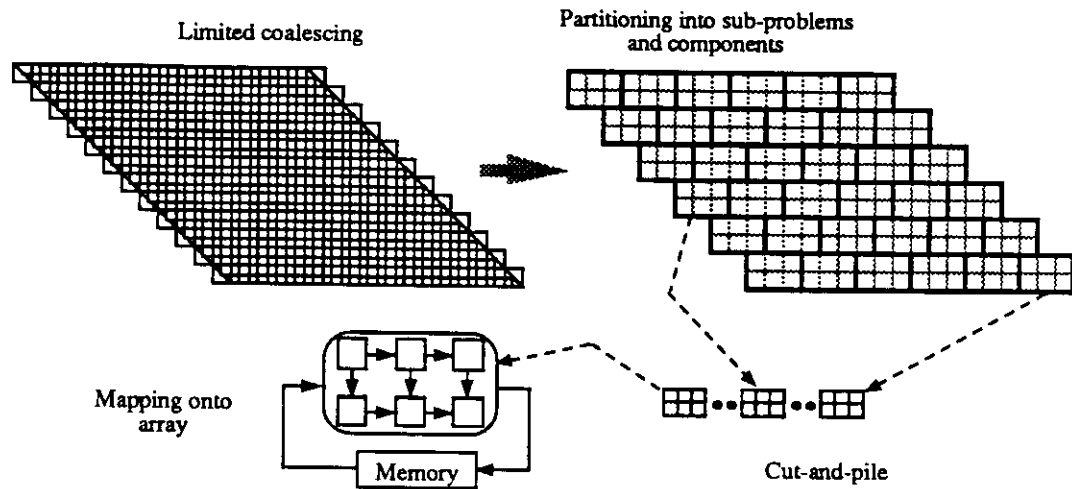 Limited coalescing
Partitioning into sub-problems
and components
Mapping onto
array
Memory
Cut-and-pile